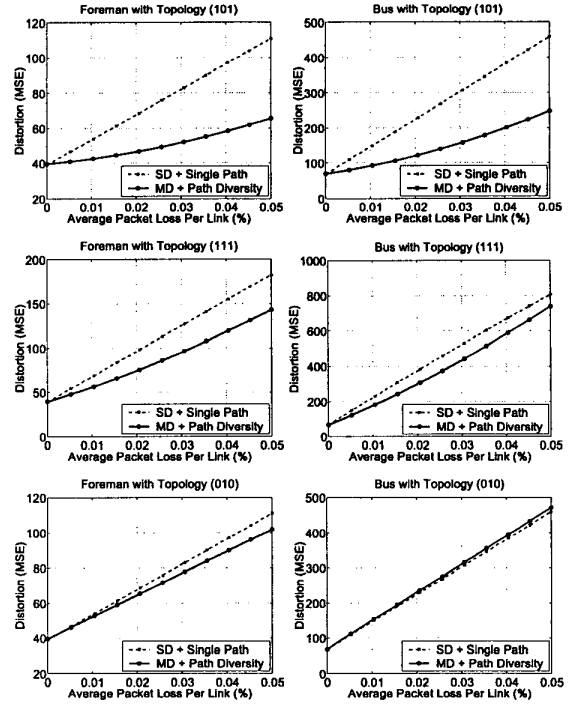 Foreman with Topology (101)
120
100
80
60
40
20
0
0.01
0.02
0.03
0.04
0.05
Distortion (MSE)
Average Packet Loss Per Link (%)
SD + Single Path
MD + Path Diversity
Bus with Topology (101)
500
400
300
200
100
0
0
0.01
0.02
0.03
0.04
0.05
Distortion (MSE)
Average Packet Loss Per Link (%)
SD + Single Path
MD + Path Diversity
Foreman with Topology (111)
200
150
100
50
0
0
0.01
0.02
0.03
0.04
0.05
Distortion (MSE)
Average Packet Loss Per Link (%)
SD + Single Path
MD + Path Diversity
Bus with Topology (111)
1000
800
600
400
200
0
0
0.01
0.02
0.03
0.04
0.05
Distortion (MSE)
Average Packet Loss Per Link (%)
SD + Single Path
MD + Path Diversity
Foreman with Topology (010)
120
100
80
60
40
20
0
0.01
0.02
0.03
0.04
0.05
Distortion (MSE)
Average Packet Loss Per Link (%)
SD + Single Path
MD + Path Diversity
Bus with Topology (010)
500
400
300
200
100
0
0
0.01
0.02
0.03
0.04
0.05
Distortion (MSE)
Average Packet Loss Per Link (%)
SD + Single Path
MD + Path Diversity